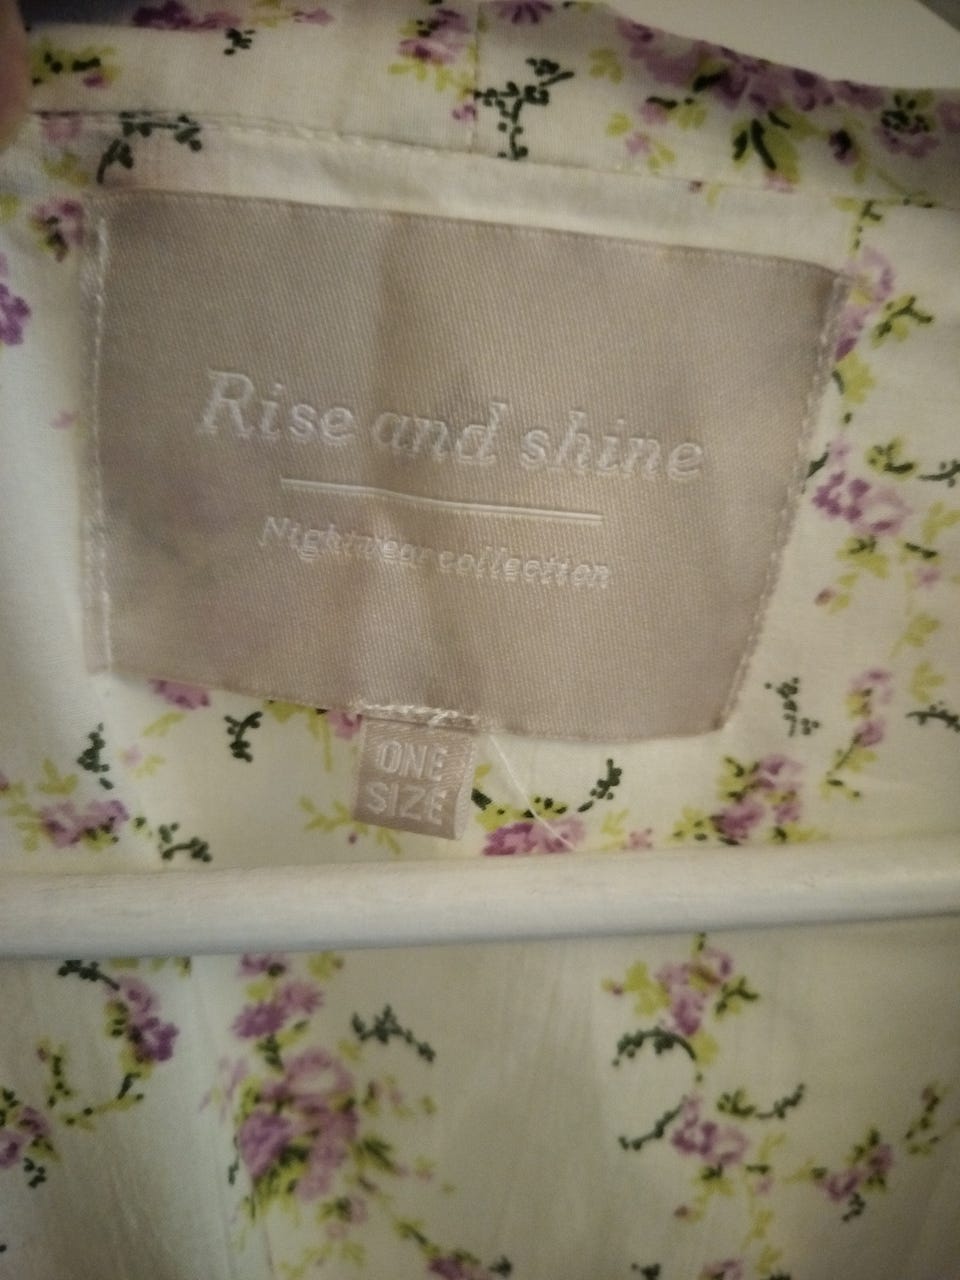 Rise and shine
Nightwear collection
ONE
SIZE